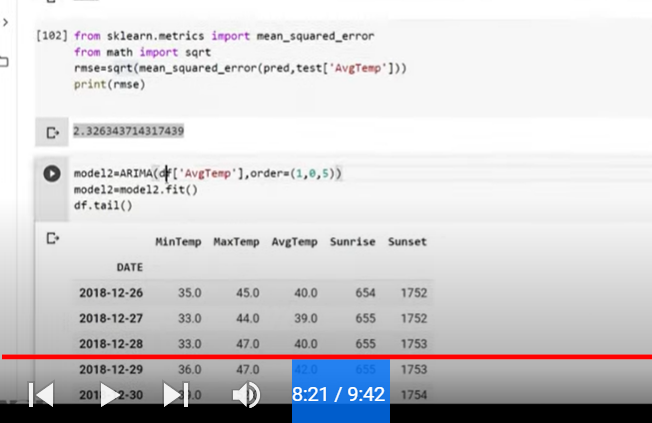 [102] from sklearn.metrics import mean_squared_error
from math import sqrt
rmse=sqrt(mean_squared_error(pred,test['AvgTemp']))
print(rmse)
2.326343714317439
model2=ARIMA(df['AvgTemp'],order=(1,0,5))
model2=model2.fit()
df.tail()
MinTemp MaxTemp AvgTemp Sunrise Sunset
DATE
2018-12-26 35.0 45.0 40.0 654 1752
2018-12-27 33.0 44.0 39.0 655 1752
2018-12-28 33.0 47.0 40.0 655 1753
2018-12-29 36.0 47.0 42.0 655 1753
1754
8:21 / 9:42